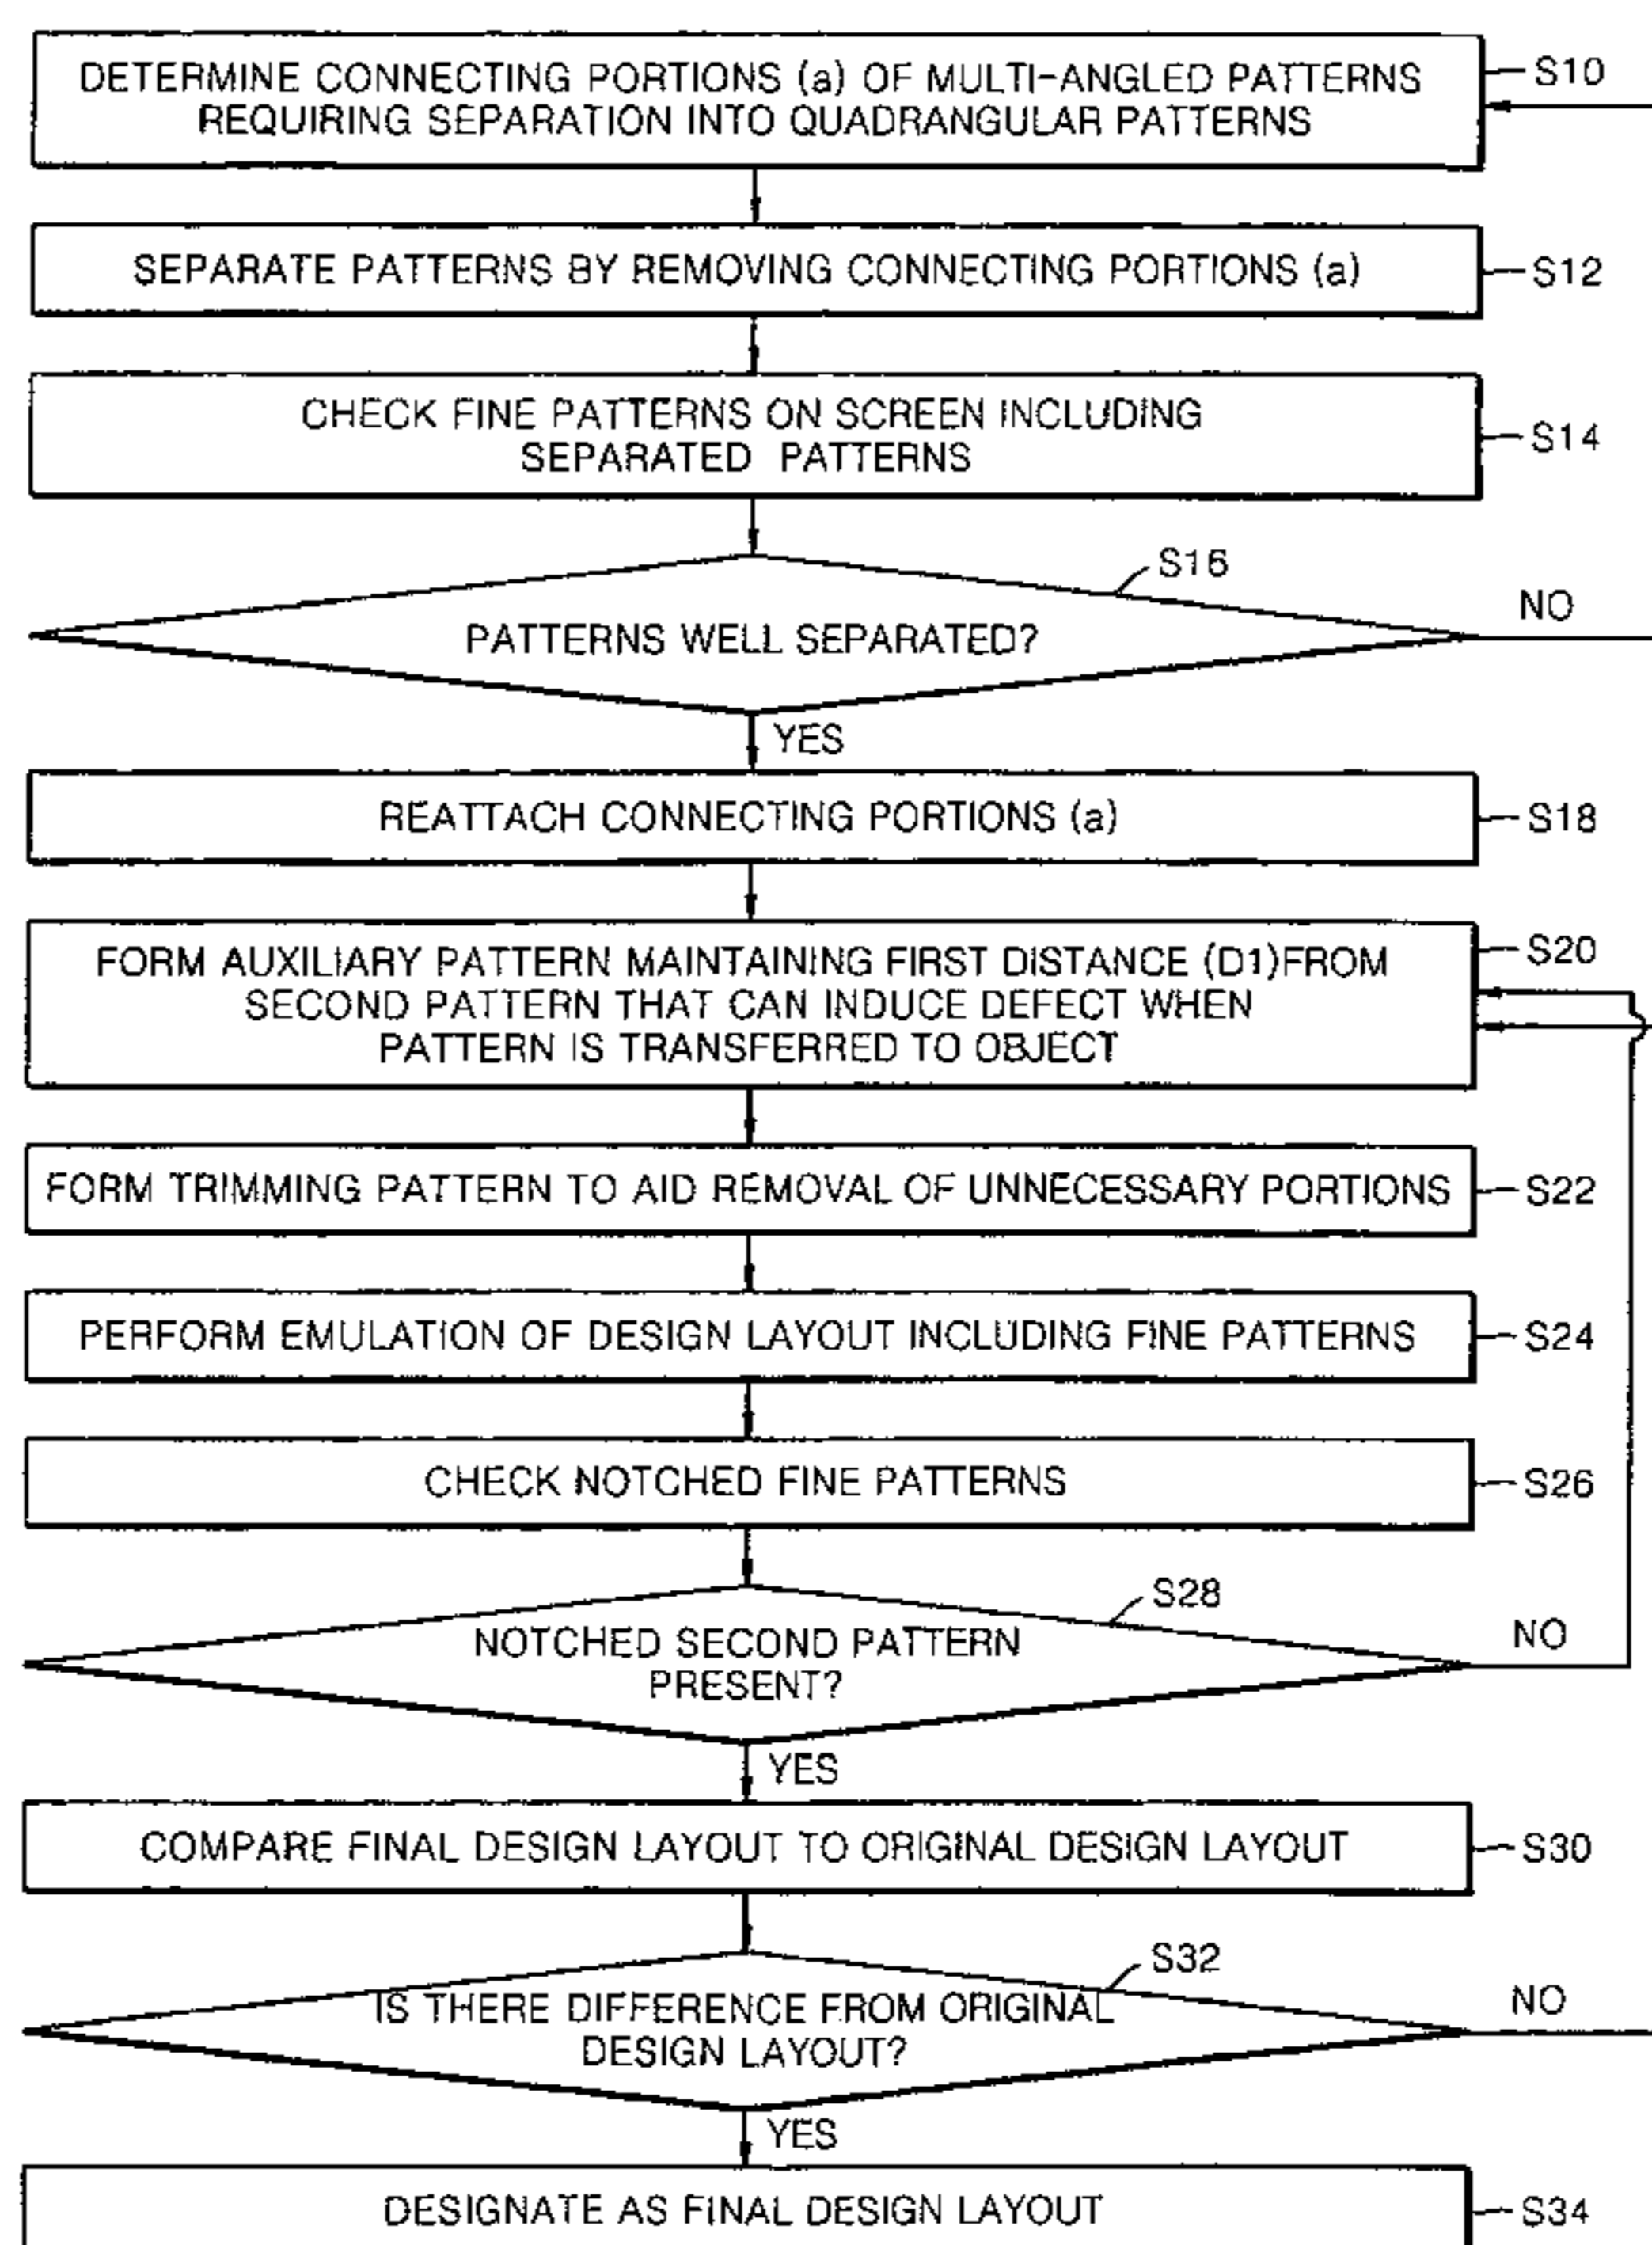 DETERMINE CONNECTING PORTIONS (a) OF MULTI-ANGLED PATTERNS
REQUIRING SEPARATION INTO QUADRANGULAR PATTERNS
S10
SEPARATE PATTERNS BY REMOVING CONNECTING PORTIONS (a)
S12
CHECK FINE PATTERNS ON SCREEN INCLUDING
SEPARATED PATTERNS
S14
S16
PATTERNS WELL SEPARATED?
NO
YES
REATTACH CONNECTING PORTIONS (a)
S18
FORM AUXILIARY PATTERN MAINTAINING FIRST DISTANCE (D1)FROM
SECOND PATTERN THAT CAN INDUCE DEFECT WHEN
PATTERN IS TRANSFERRED TO OBJECT
S20
FORM TRIMMING PATTERN TO AID REMOVAL OF UNNECESSARY PORTIONS
S22
PERFORM EMULATION OF DESIGN LAYOUT INCLUDING FINE PATTERNS
S24
CHECK NOTCHED FINE PATTERNS
S26
S28
NOTCHED SECOND PATTERN
PRESENT?
NO
YES
COMPARE FINAL DESIGN LAYOUT TO ORIGINAL DESIGN LAYOUT
S30
S32
IS THERE DIFFERENCE FROM ORIGINAL
DESIGN LAYOUT?
NO
YES
DESIGNATE AS FINAL DESIGN LAYOUT
S34